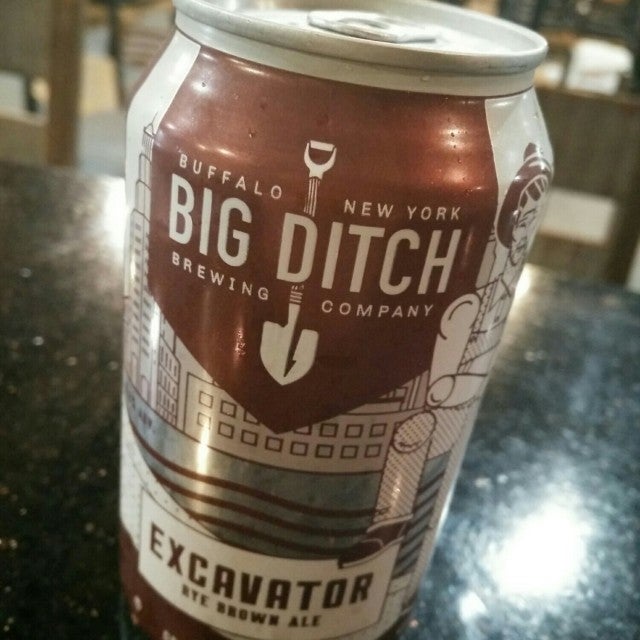 BUFFALO NEW YORK
BIG DITCH
BREWING COMPANY
EXCAVATOR
RYE BROWN ALE